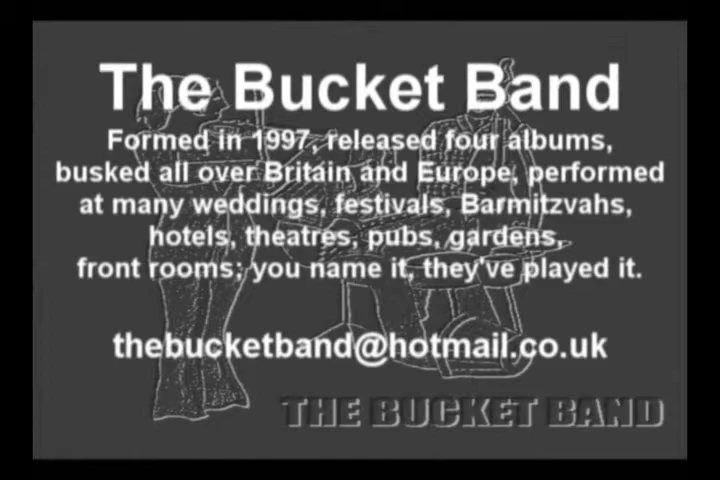 The Bucket Band
Formed in 1997, released four albums,
busked all over Britain and Europe, performed
at many weddings, festivals, Barmitzvahs,
hotels, theatres, pubs, gardens,
front rooms; you name it, they've played it.
thebucketband@hotmail.co.uk
THE BUCKET BAND